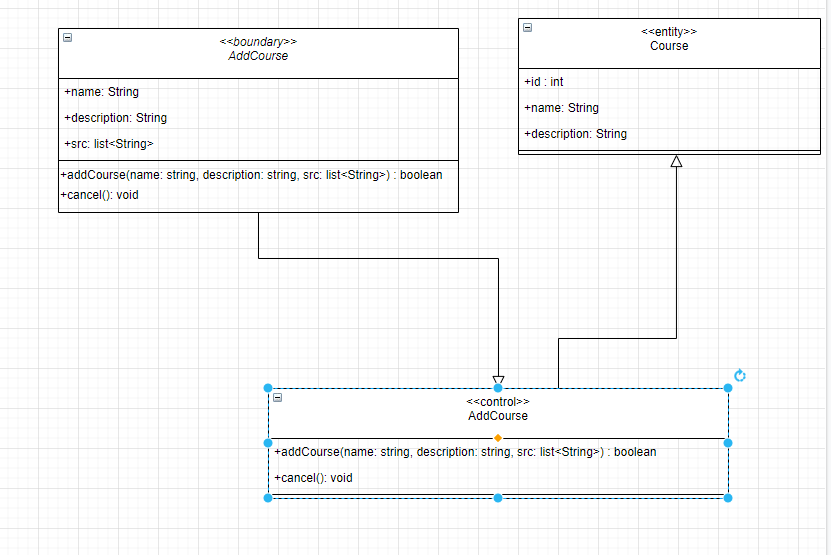 <<boundary>>
AddCourse
+name: String
+description: String
+src: list<String>
+addCourse(name: string, description: string, src: list<String>) : boolean
+cancel(): void
<<entity>>
Course
+id : int
+name: String
+description: String
<<control>>
AddCourse
+addCourse(name: string, description: string, src: list<String>) : boolean
+cancel(): void